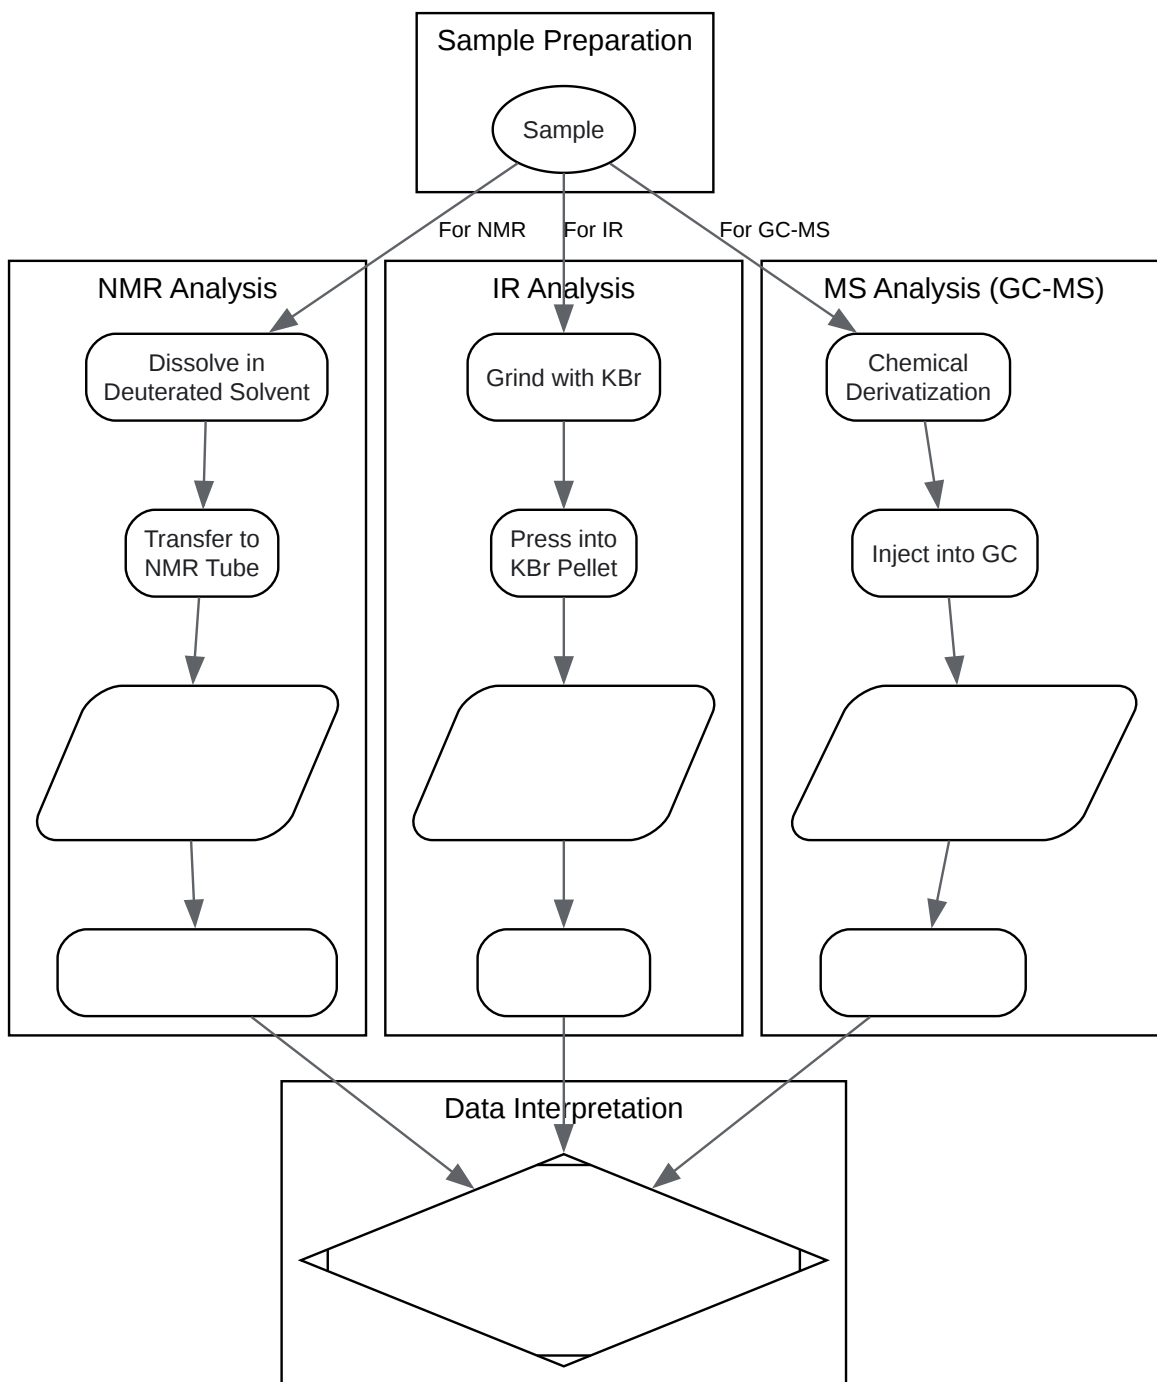 Sample Preparation
Sample
For NMR
For IR
For GC-MS
NMR Analysis
IR Analysis
MS Analysis (GC-MS)
Dissolve in
Deuterated Solvent
Grind with KBr
Chemical
Derivatization
Transfer to
NMR Tube
Press into
KBr Pellet
Inject into GC
Data Interpretation